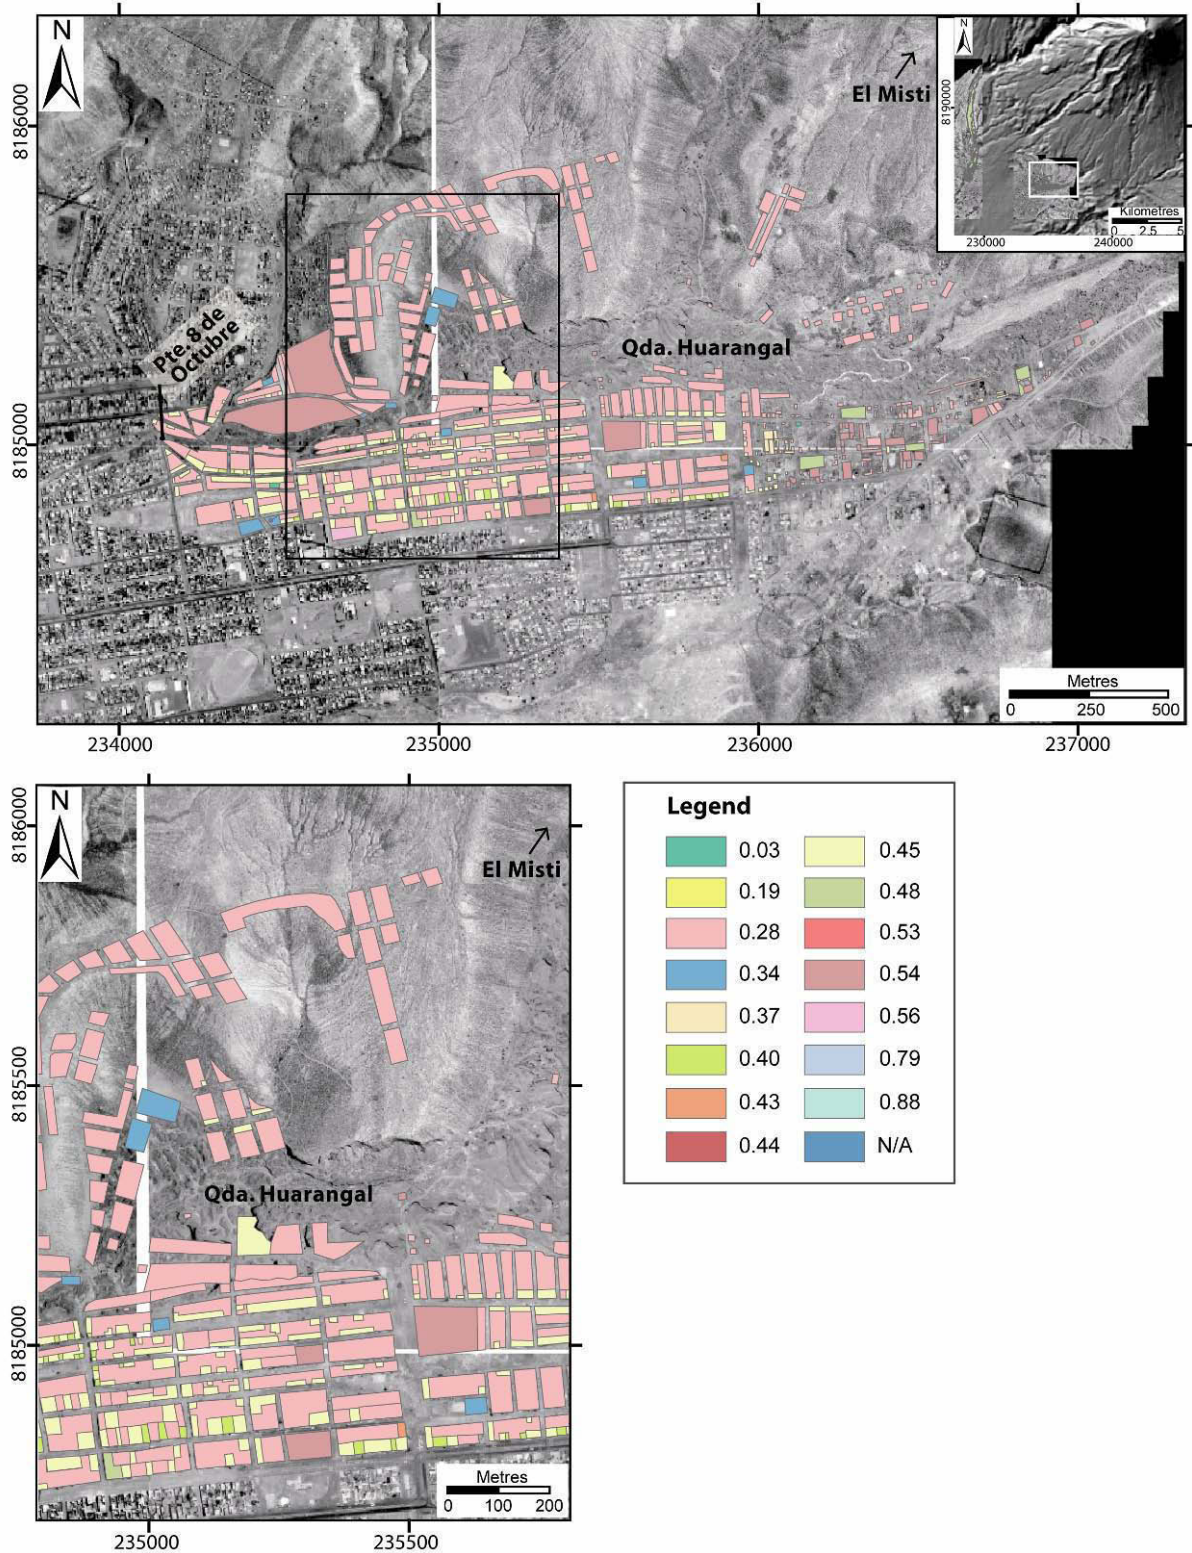 N
El Misti
N
8190000
Kilometres
0 2.5 5
230000 240000
8186000
Pte. 8 de
Octubre
Qda. Huarangal
8185000
Metres
0 250 500
234000 235000 236000 237000
N
El Misti
8186000
8185500
Qda. Huarangal
8185000
Metres
0 100 200
235000 235500
Legend
0.03 0.45
0.19 0.48
0.28 0.53
0.34 0.54
0.37 0.56
0.40 0.79
0.43 0.88
0.44 N/A